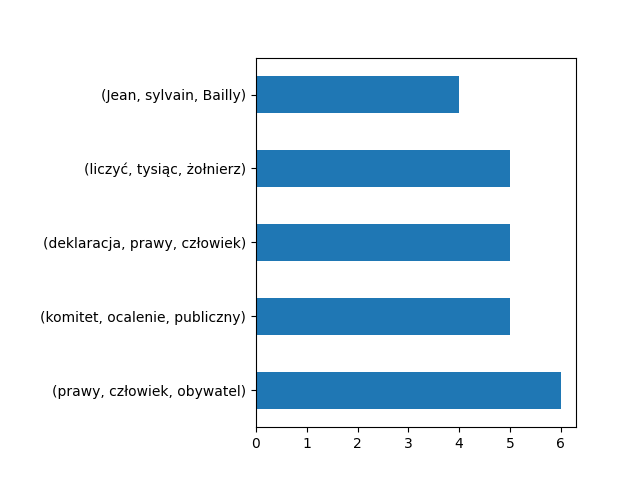 (Jean, sylvain, Bailly)
(liczyć, tysiąc, żołnierz)
(deklaracja, prawy, człowiek)
(komitet, ocalenie, publiczny)
(prawy, człowiek, obywatel)
0 1 2 3 4 5 6